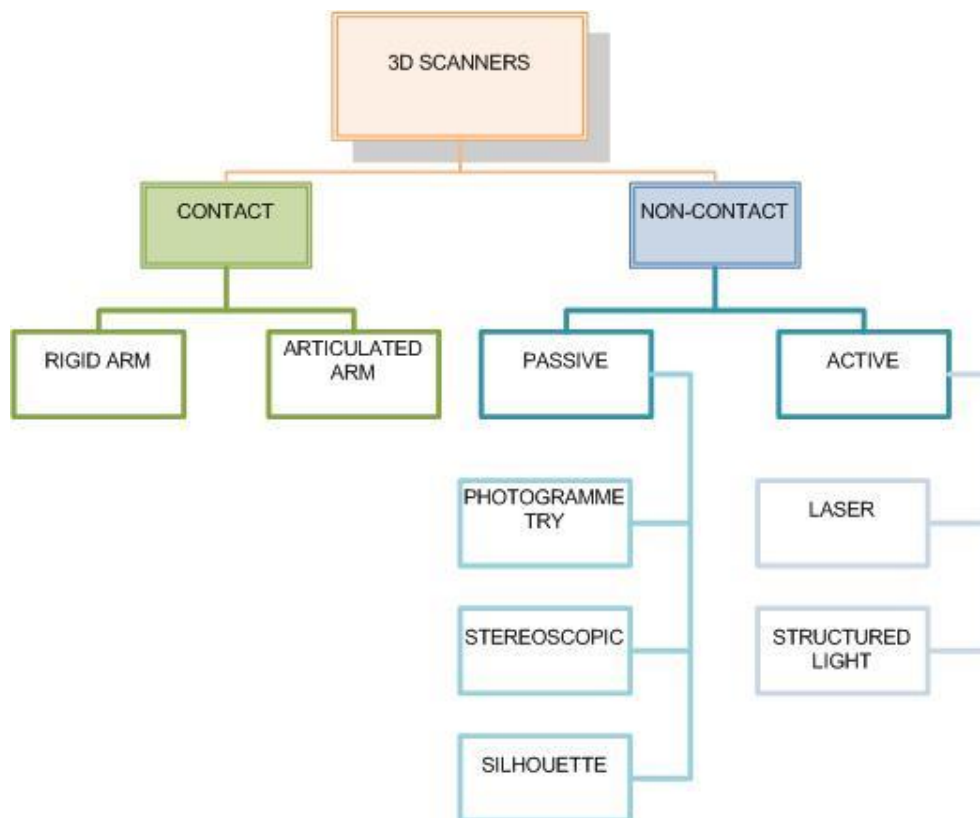 3D SCANNERS
CONTACT
NON-CONTACT
RIGID ARM
ARTICULATED
ARM
PASSIVE
ACTIVE
PHOTOGRAMME
TRY
LASER
STEREOSCOPIC
STRUCTURED
LIGHT
SILHOUETTE